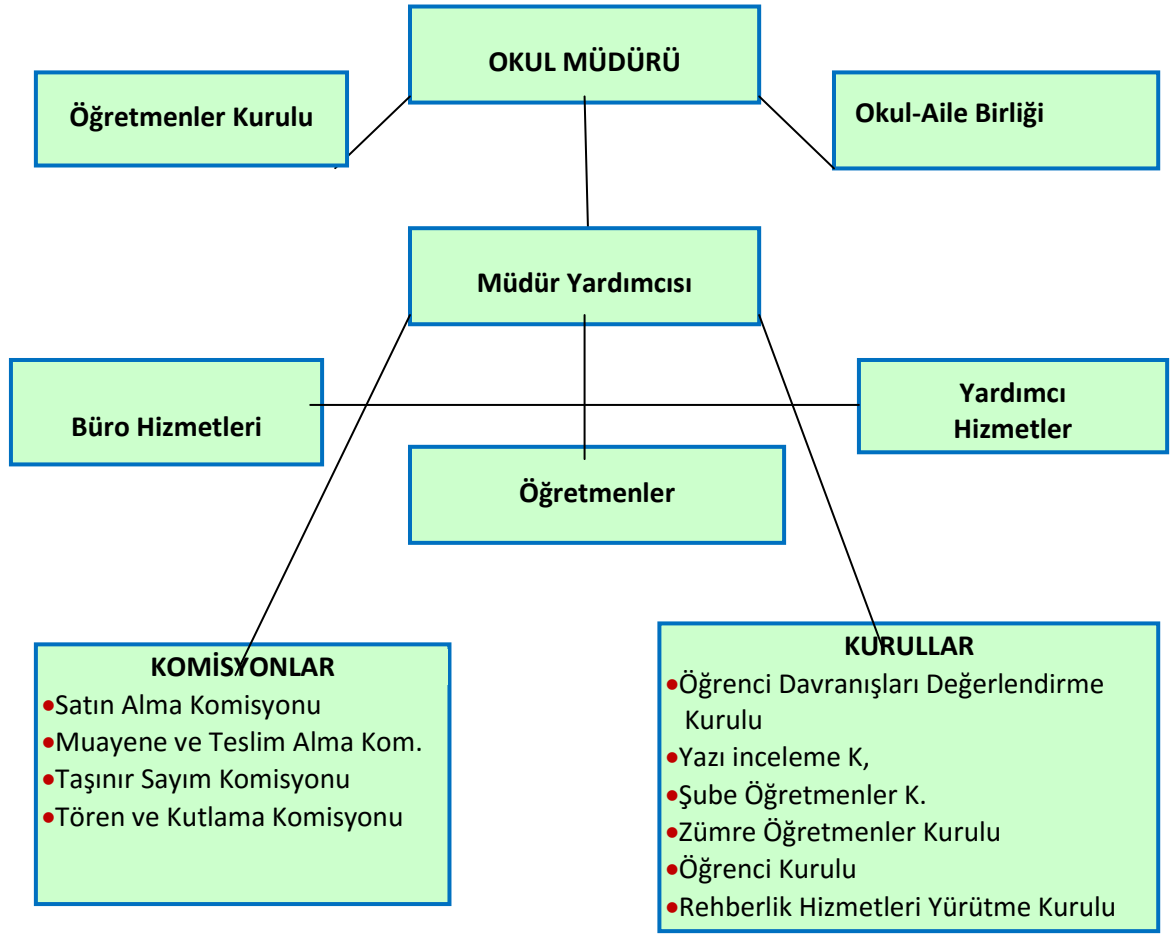 OKUL MÜDÜRÜ
Öğretmenler Kurulu
Okul-Aile Birliği
Müdür Yardımcısı
Büro Hizmetleri
Yardımcı
Hizmetler
Öğretmenler
KOMİSYONLAR
•Satın Alma Komisyonu
•Muayene ve Teslim Alma Kom.
•Taşınır Sayım Komisyonu
•Tören ve Kutlama Komisyonu
KURULLAR
•Öğrenci Davranışları Değerlendirme
Kurulu
•Yazı inceleme K,
•Şube Öğretmenler K.
•Zümre Öğretmenler Kurulu
•Öğrenci Kurulu
•Rehberlik Hizmetleri Yürütme Kurulu